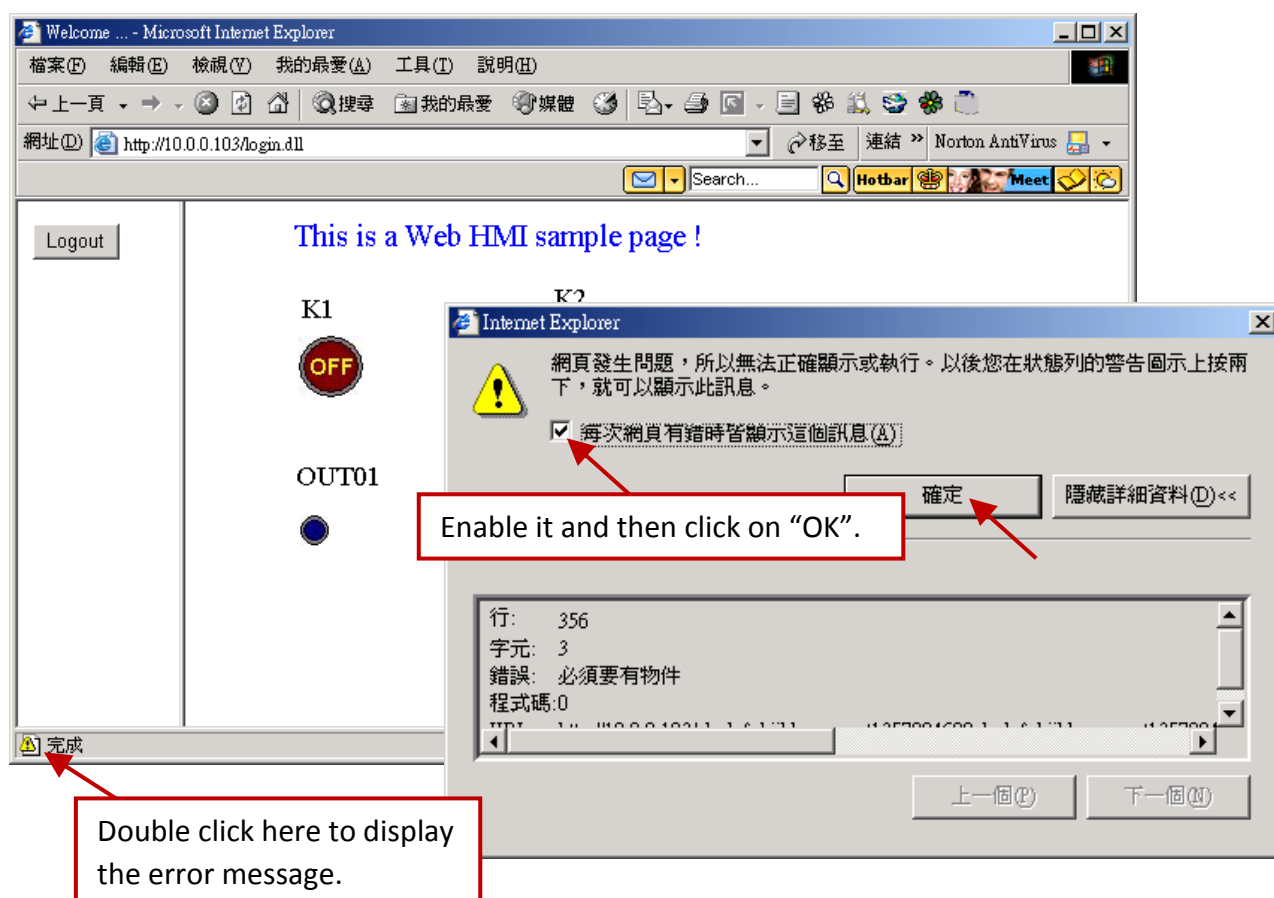 Welcome ... - Microsoft Internet Explorer
檔案(F) 編輯(E) 檢視(V) 我的最愛(A) 工具(T) 說明(H)
上一頁 搜尋 我的最愛 媒體
網址(D) http://10.0.0.103/login.dll 移至 連結 » Norton AntiVirus
Search... Hotbar Meet
Logout
This is a Web HMI sample page !
K1 K2
OFF
OUT01
Internet Explorer
網頁發生問題，所以無法正確顯示或執行。以後您在狀態列的警告圖示上按兩
下，就可以顯示此訊息。
每次網頁有錯時皆顯示這個訊息(A)
確定 隱藏詳細資料(D)<<
Enable it and then click on “OK”.
行: 356
字元: 3
錯誤: 必須要有物件
程式碼:0
完成
上一個(P) 下一個(N)
Double click here to display
the error message.